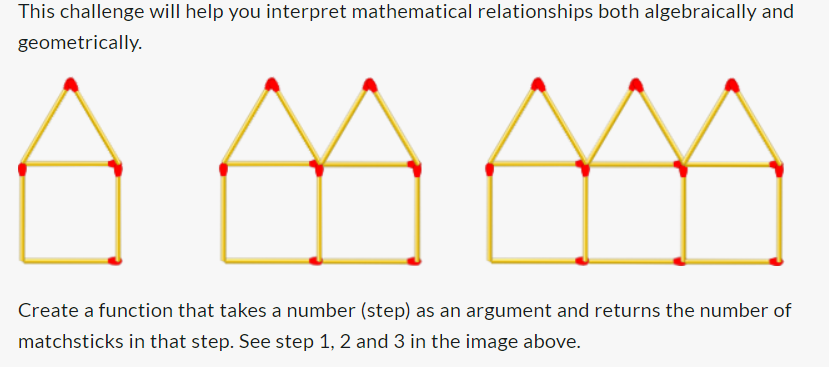 This challenge will help you interpret mathematical relationships both algebraically and
geometrically.
Create a function that takes a number (step) as an argument and returns the number of
matchsticks in that step. See step 1, 2 and 3 in the image above.